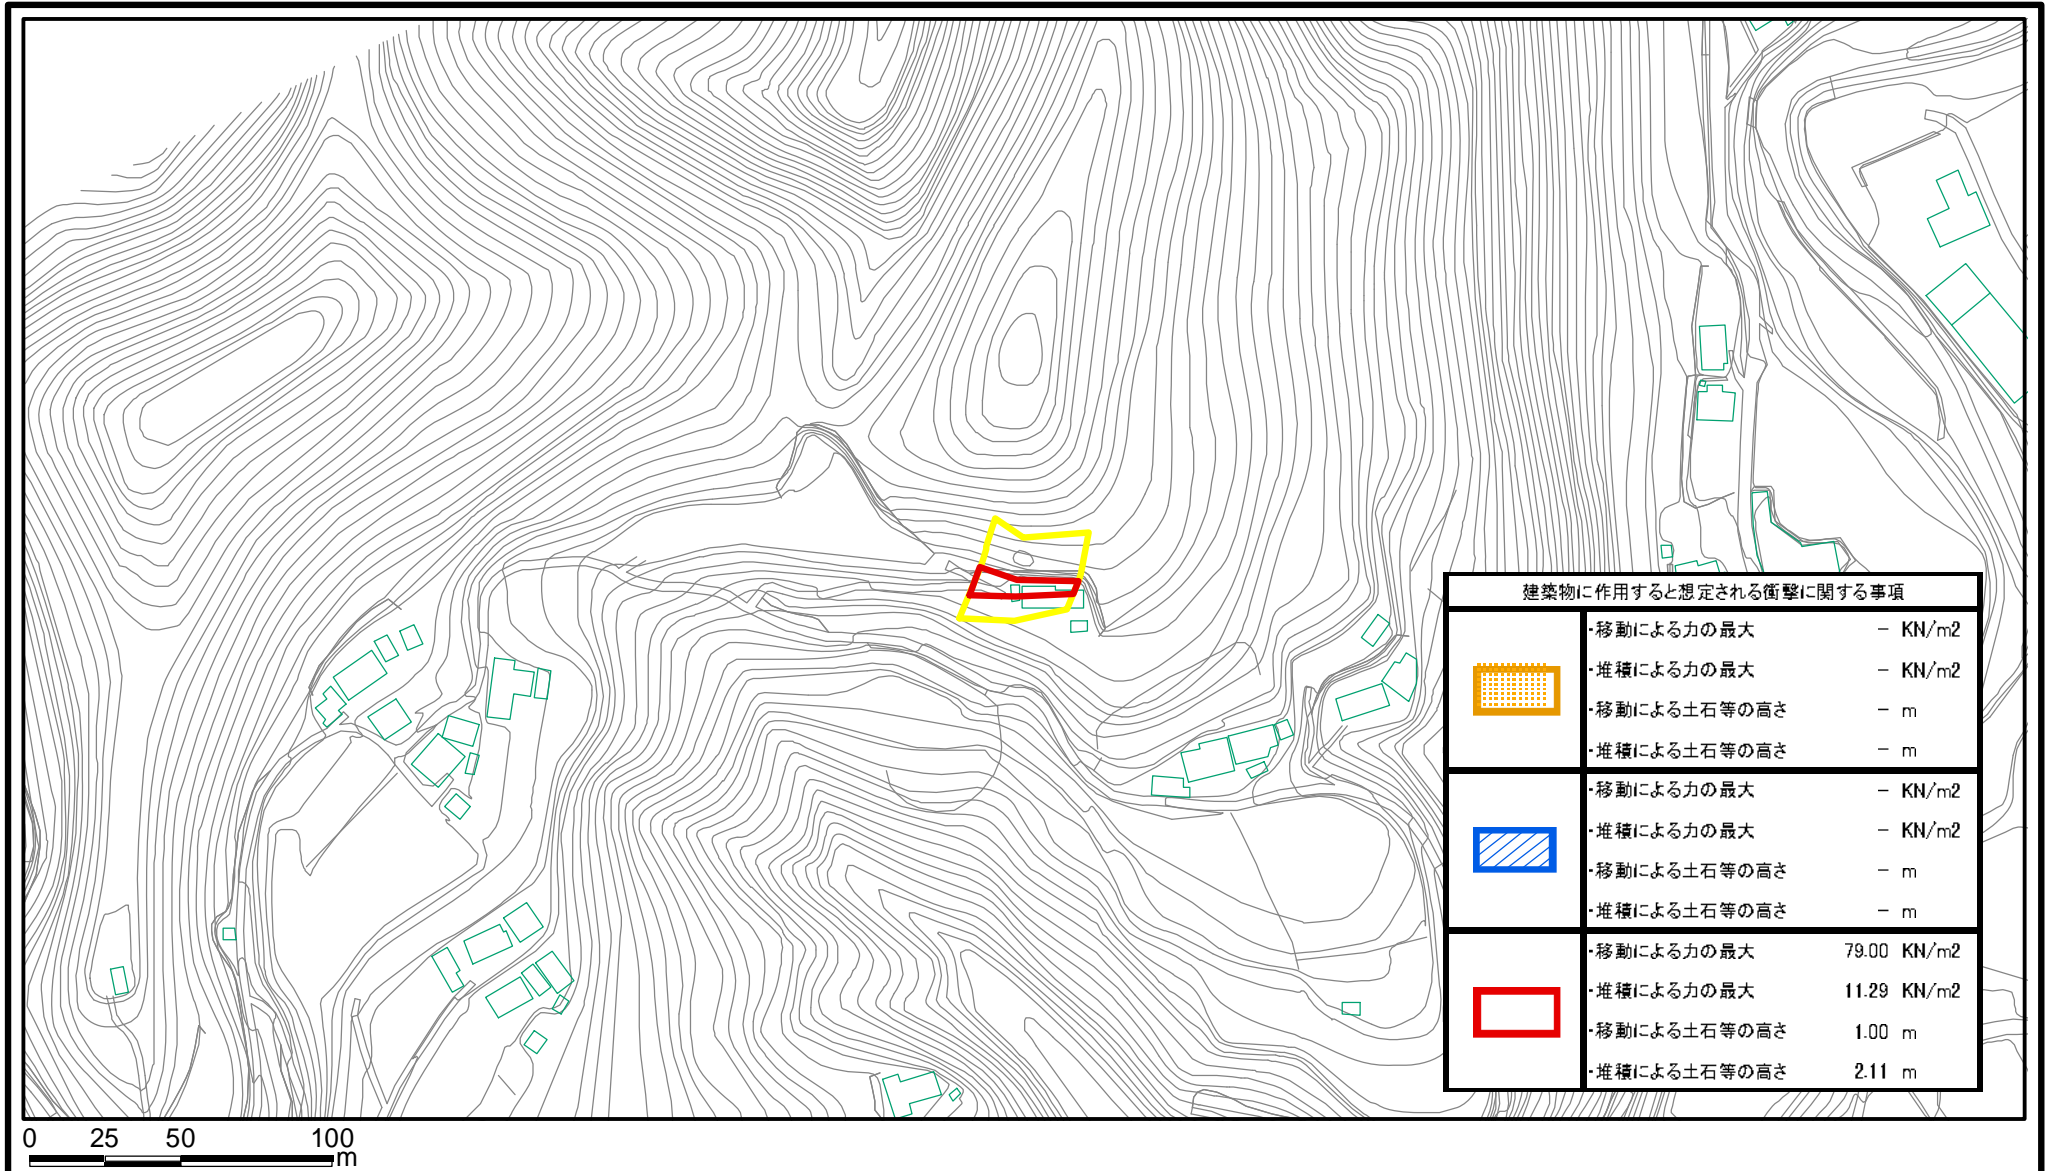 建築物に作用すると想定される衝撃に関する事項
・移動による力の最大 － KN/m2
・堆積による力の最大 － KN/m2
・移動による土石等の高さ － m
・堆積による土石等の高さ － m
・移動による力の最大 － KN/m2
・堆積による力の最大 － KN/m2
・移動による土石等の高さ － m
・堆積による土石等の高さ － m
・移動による力の最大 79.00 KN/m2
・堆積による力の最大 11.29 KN/m2
・移動による土石等の高さ 1.00 m
・堆積による土石等の高さ 2.11 m
0 25 50 100
m